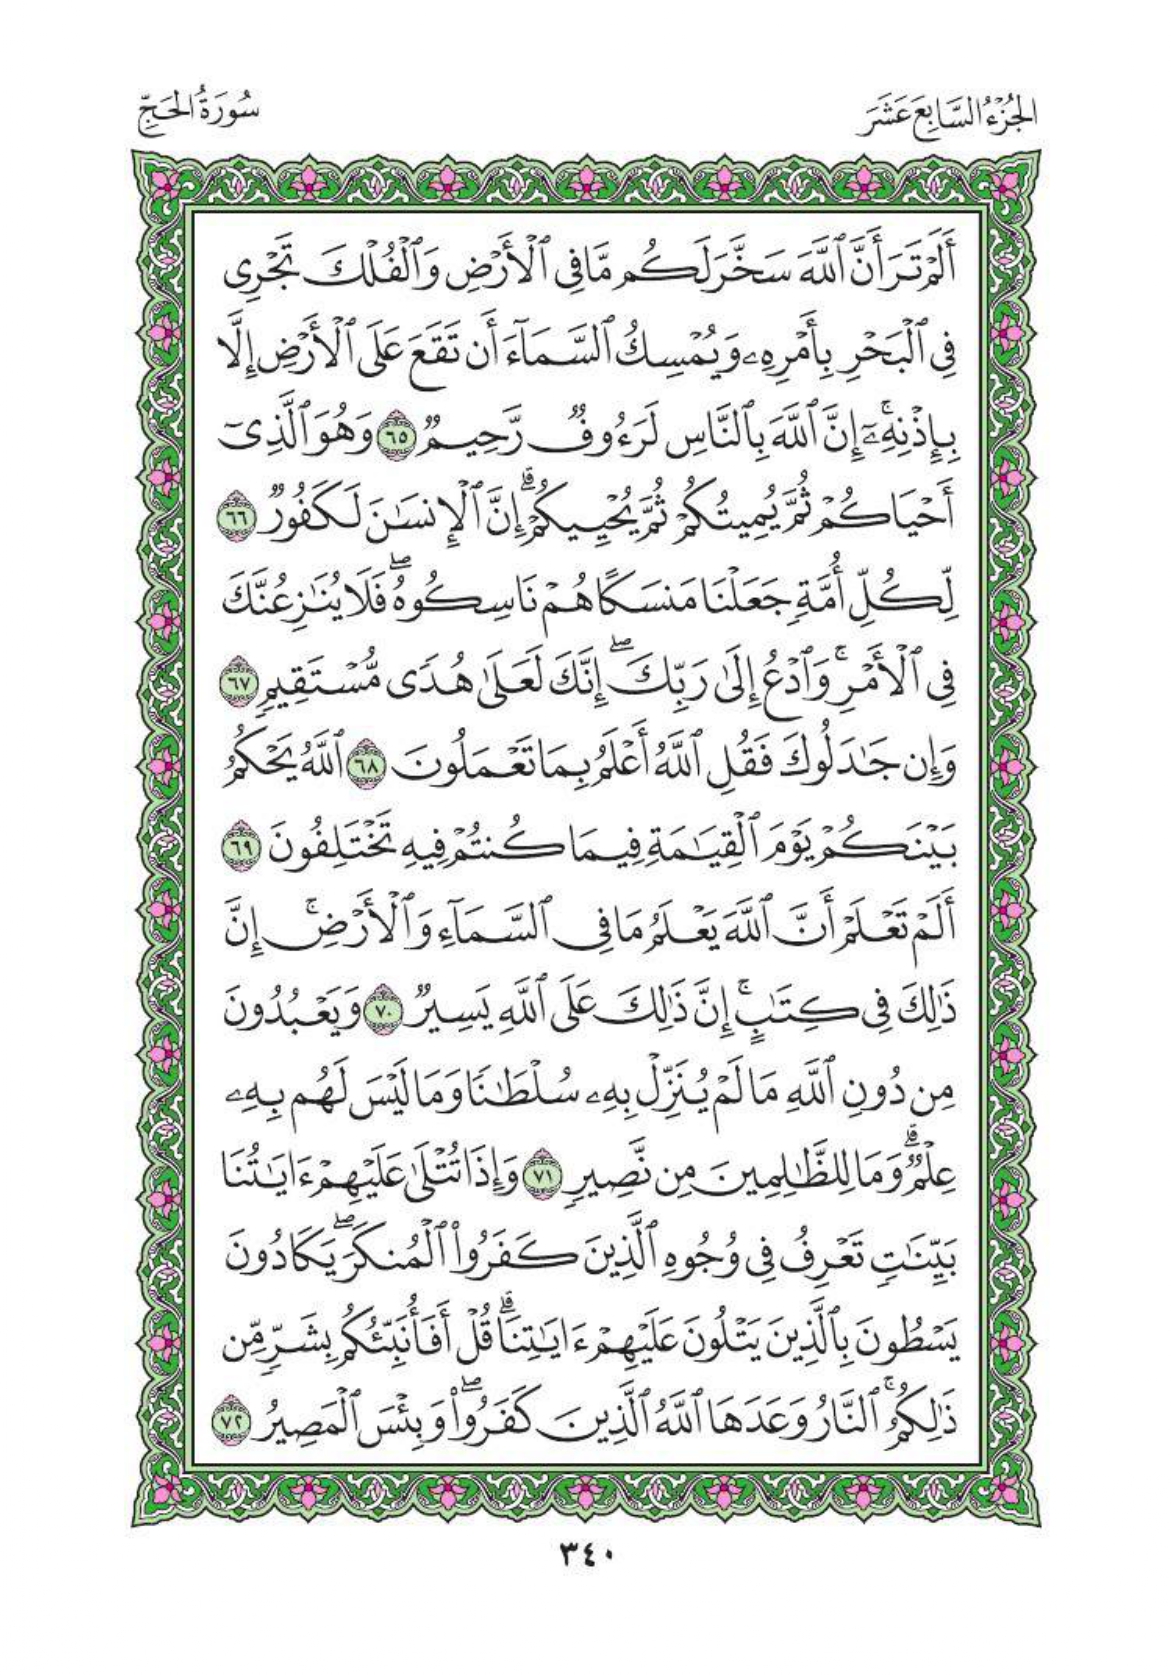 الجُزْءُ السَّابِعَ عَشَرَ
سُورَةُ الحَجِّ
أَلَمْ تَرَ أَنَّ ٱللَّهَ سَخَّرَ لَكُم مَّا فِى ٱلْأَرْضِ وَٱلْفُلْكَ تَجْرِى
فِى ٱلْبَحْرِ بِأَمْرِهِۦ وَيُمْسِكُ ٱلسَّمَآءَ أَن تَقَعَ عَلَى ٱلْأَرْضِ إِلَّا
بِإِذْنِهِۦٓ ۚ إِنَّ ٱللَّهَ بِٱلنَّاسِ لَرَءُوفٌ رَّحِيمٌ ٦٥ وَهُوَ ٱلَّذِىٓ
أَحْيَاكُمْ ثُمَّ يُمِيتُكُمْ ثُمَّ يُحْيِيكُمْ ۗ إِنَّ ٱلْإِنسَٰنَ لَكَفُورٌ ٦٦
لِّكُلِّ أُمَّةٍ جَعَلْنَا مَنسَكًا هُمْ نَاسِكُوهُ ۖ فَلَا يُنَٰزِعُنَّكَ
فِى ٱلْأَمْرِ ۚ وَٱدْعُ إِلَىٰ رَبِّكَ ۖ إِنَّكَ لَعَلَىٰ هُدًى مُّسْتَقِيمٍ ٦٧
وَإِن جَٰدَلُوكَ فَقُلِ ٱللَّهُ أَعْلَمُ بِمَا تَعْمَلُونَ ٦٨ ٱللَّهُ يَحْكُمُ
بَيْنَكُمْ يَوْمَ ٱلْقِيَٰمَةِ فِيمَا كُنتُمْ فِيهِ تَخْتَلِفُونَ ٦٩
أَلَمْ تَعْلَمْ أَنَّ ٱللَّهَ يَعْلَمُ مَا فِى ٱلسَّمَآءِ وَٱلْأَرْضِ ۚ إِنَّ
ذَٰلِكَ فِى كِتَٰبٍ ۚ إِنَّ ذَٰلِكَ عَلَى ٱللَّهِ يَسِيرٌ ٧٠ وَيَعْبُدُونَ
مِن دُونِ ٱللَّهِ مَا لَمْ يُنَزِّلْ بِهِۦ سُلْطَٰنًا وَمَا لَيْسَ لَهُم بِهِۦ
عِلْمٌ ۗ وَمَا لِلظَّٰلِمِينَ مِن نَّصِيرٍ ٧١ وَإِذَا تُتْلَىٰ عَلَيْهِمْ ءَايَٰتُنَا
بَيِّنَٰتٍ تَعْرِفُ فِى وُجُوهِ ٱلَّذِينَ كَفَرُوا۟ ٱلْمُنكَرَ ۖ يَكَادُونَ
يَسْطُونَ بِٱلَّذِينَ يَتْلُونَ عَلَيْهِمْ ءَايَٰتِنَا ۗ قُلْ أَفَأُنَبِّئُكُم بِشَرٍّ مِّن
ذَٰلِكُمُ ۚ ٱلنَّارُ وَعَدَهَا ٱللَّهُ ٱلَّذِينَ كَفَرُوا۟ ۖ وَبِئْسَ ٱلْمَصِيرُ ٧٢
٣٤٠